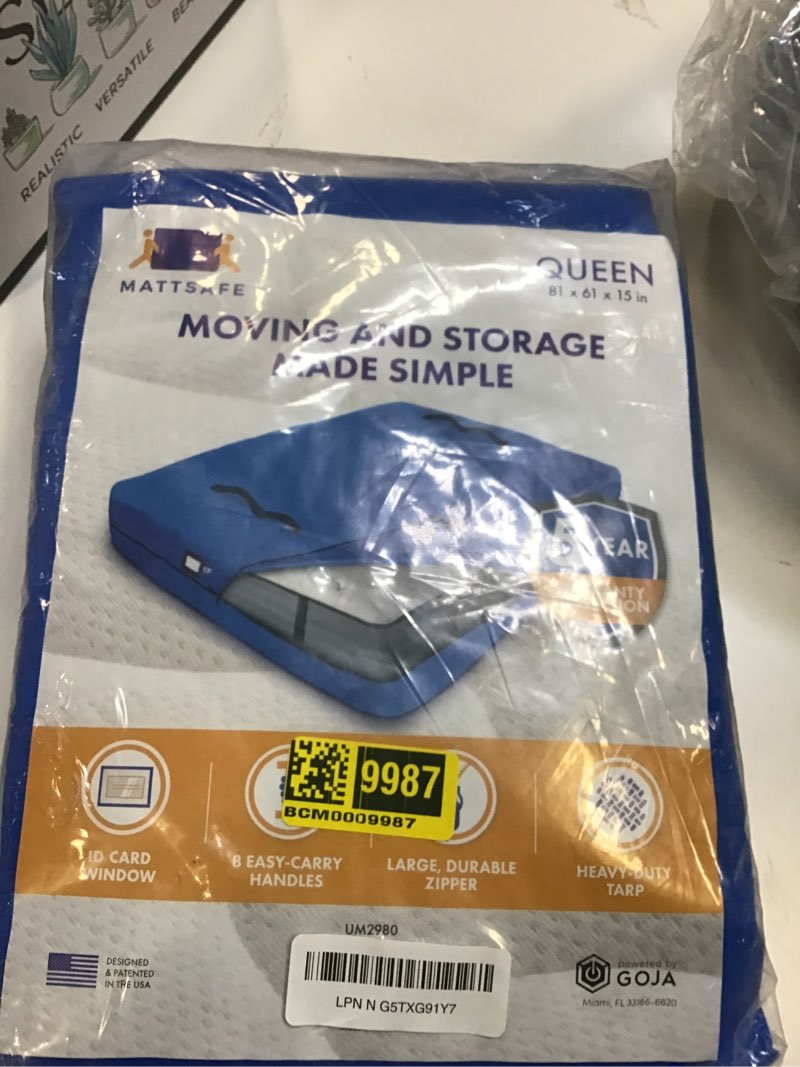 REALISTIC
VERSATILE
MATTSAFE
QUEEN
81 x 61 x 15 in
MOVING AND STORAGE
MADE SIMPLE
5 YEAR
9987
BCM0009987
ID CARD
WINDOW
8 EASY-CARRY
HANDLES
LARGE, DURABLE
ZIPPER
HEAVY-DUTY
TARP
UM2980
DESIGNED
& PATENTED
IN THE USA
LPN N G5TXG91Y7
powered by
GOJA
Miami, FL 33166-6620